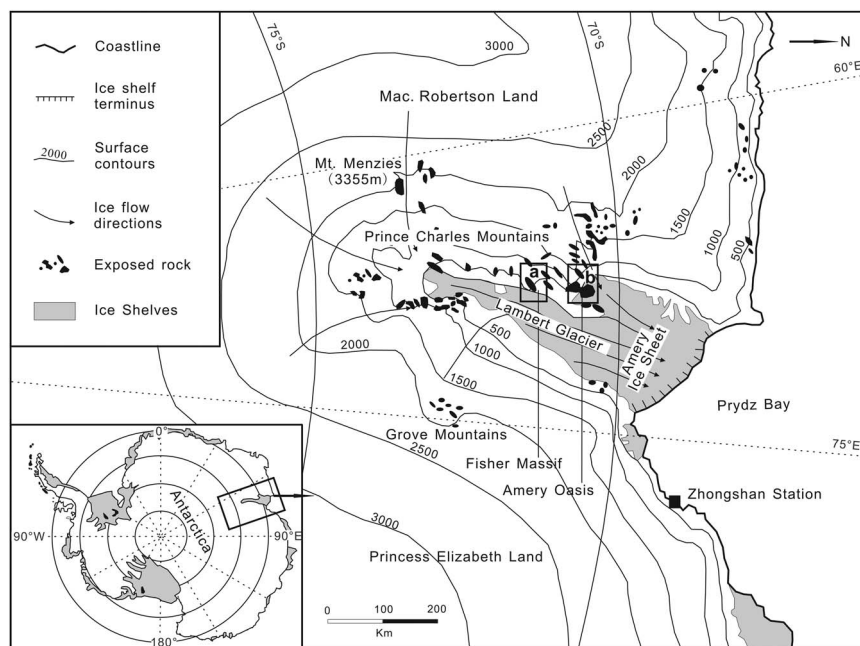 Coastline
Ice shelf
terminus
2000
Surface
contours
Ice flow
directions
Exposed rock
Ice Shelves
75°S
3000
70°S
N
60°E
Mac. Robertson Land
2500
2000
Mt. Menzies
(3355m)
1500
1000
500
Prince Charles Mountains
a
b
Lambert Glacier
Amery
Ice Sheet
500
1000
2000
1500
Prydz Bay
Grove Mountains
75°E
2500
Fisher Massif
Amery Oasis
Zhongshan Station
3000
Princess Elizabeth Land
0°
Antarctica
90°W
90°E
180°
0 100 200
Km